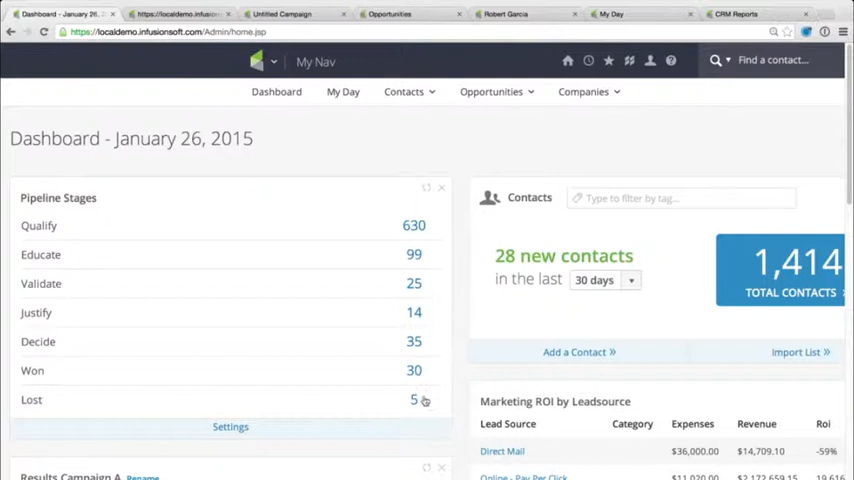 Dashboard - January 26, 2
https://localdemo.infusionsoft
Untitled Campaign
Opportunities
Robert Garcia
My Day
CRM Reports
https://localdemo.infusionsoft.com/Admin/home.jsp
My Nav
Find a contact...
Dashboard
My Day
Contacts
Opportunities
Companies
Dashboard - January 26, 2015
Pipeline Stages
Qualify 630
Educate 99
Validate 25
Justify 14
Decide 35
Won 30
Lost 5
Settings
Results Campaign A Rename
Contacts
Type to filter by tag...
28 new contacts
in the last 30 days
1,414
TOTAL CONTACTS
Add a Contact »
Import List »
Marketing ROI by Leadsource
Lead Source Category Expenses Revenue Roi
Direct Mail $36,000.00 $14,709.10 -59%
Online - Pay Per Click $11,020.00 $2,172,659.15 19,616